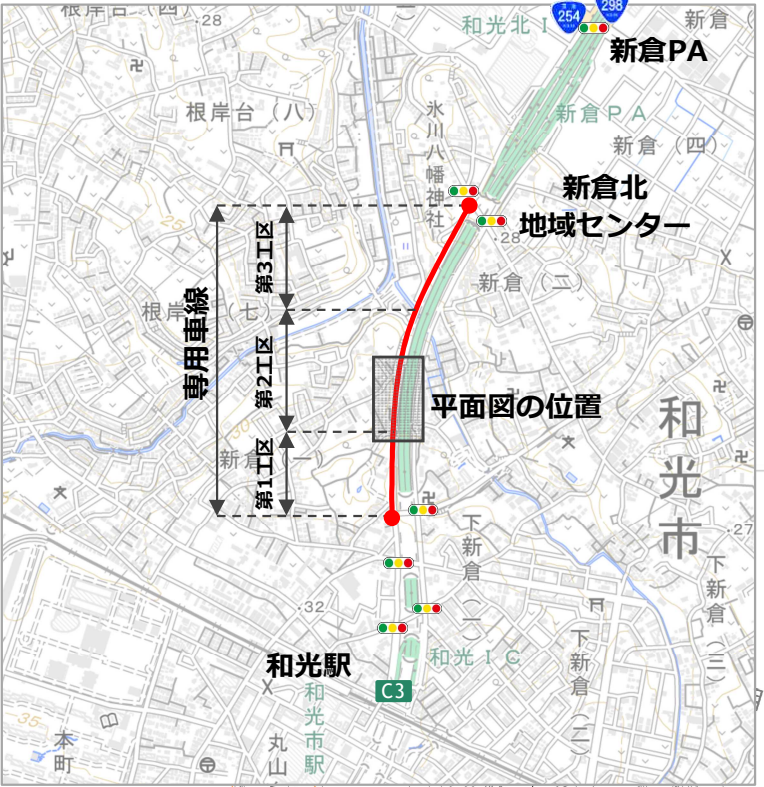 根岸台（四）
28
和光北I
国道
254
298
新倉
新倉PA
根岸台（八）
氷川八幡神社
新倉PA
新倉（四）
新倉北
地域センター
25
28
第3工区
新倉（二）
専用車線
根岸
（七）
第2工区
平面図の位置
30
和光市
新倉（一）
第1工区
27
下新倉（一）
下新倉（三）
32
下新倉（二）
和光駅
和光IC
C3
和光市駅
35
本町
丸山